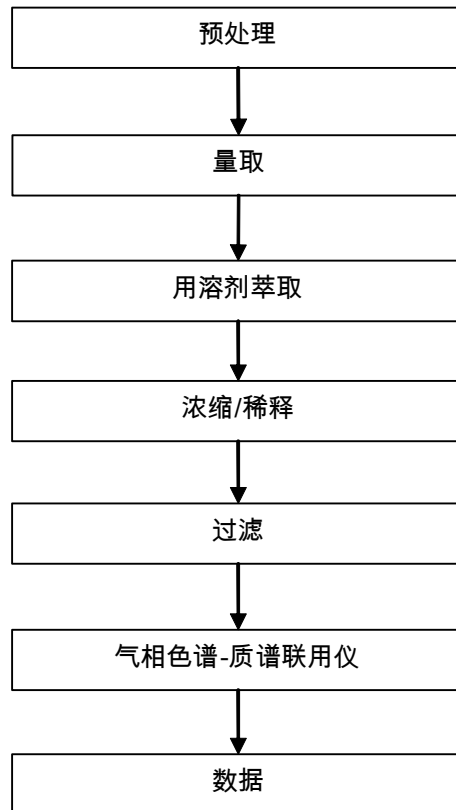 预处理
量取
用溶剂萃取
浓缩/稀释
过滤
气相色谱-质谱联用仪
数据